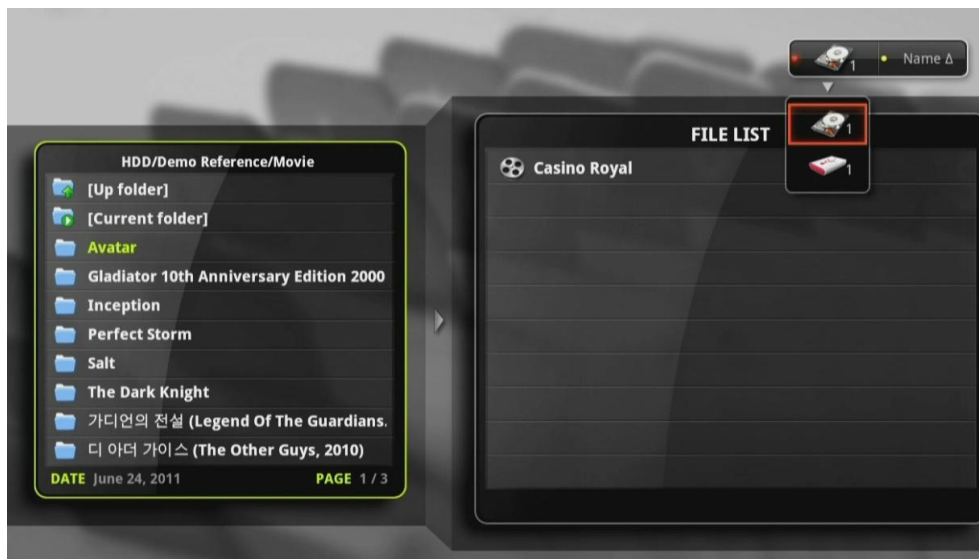 1
Name Δ
1
1
FILE LIST
Casino Royal
HDD/Demo Reference/Movie
[Up folder]
[Current folder]
Avatar
Gladiator 10th Anniversary Edition 2000
Inception
Perfect Storm
Salt
The Dark Knight
가디언의 전설 (Legend Of The Guardians.
디 아더 가이스 (The Other Guys, 2010)
DATE June 24, 2011 PAGE 1 / 3